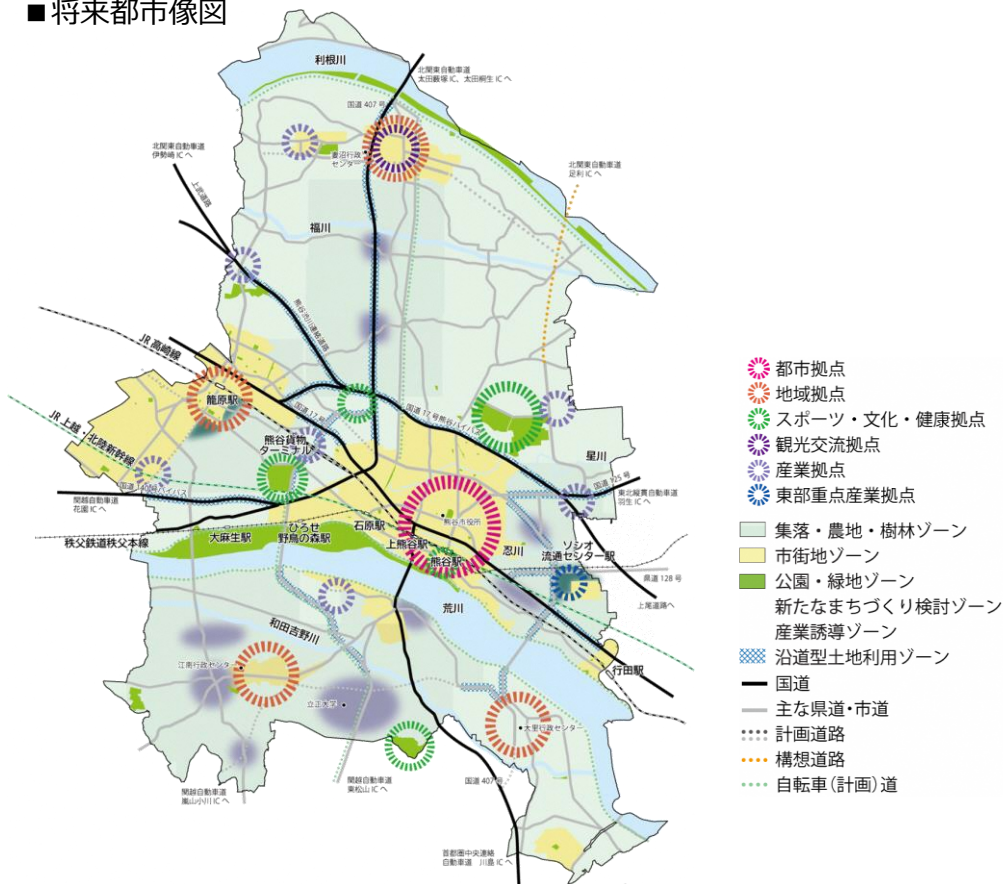 ■将来都市像図
利根川
北関東自動車道
太田藪塚IC、太田桐生ICへ
国道407号
北関東自動車道
伊勢崎ICへ
妻沼行政
センター
北関東自動車道
足利ICへ
上武道路
福川
JR高崎線
籠原駅
国道17号
国道17号熊谷バイパス
熊谷貨物
ターミナル
星川
JR上越・北陸新幹線
国道140号バイパス
国道125号
関越自動車道
花園ICへ
東北縦貫自動車道
羽生ICへ
熊谷市役所
秩父鉄道秩父本線
大麻生駅
ひろせ
野鳥の森駅
石原駅
上熊谷駅
熊谷駅
忍川
ソシオ
流通センター駅
県道128号
上尾道路へ
荒川
和田吉野川
行田駅
江南行政センター
立正大学
大里行政センター
関越自動車道
嵐山小川ICへ
関越自動車道
東松山ICへ
国道407号
首都圏中央連絡
自動車道 川島ICへ
都市拠点
地域拠点
スポーツ・文化・健康拠点
観光交流拠点
産業拠点
東部重点産業拠点
集落・農地・樹林ゾーン
市街地ゾーン
公園・緑地ゾーン
新たなまちづくり検討ゾーン
産業誘導ゾーン
沿道型土地利用ゾーン
国道
主な県道・市道
計画道路
構想道路
自転車(計画)道